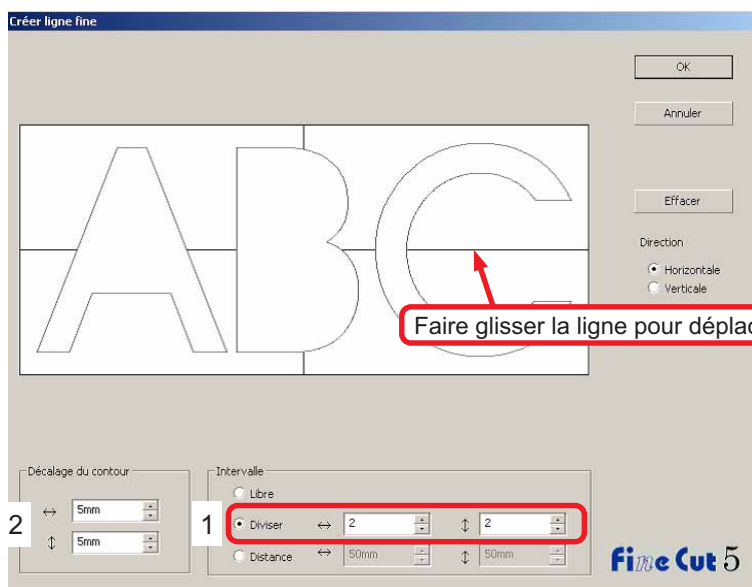 Créer ligne fine
OK
Annuler
Effacer
Direction
Horizontale
Verticale
ABC
Faire glisser la ligne pour
Décalage du contour
2
5mm
5mm
Intervalle
Libre
1
Diviser 2 2
Distance 50mm 50mm
Fine Cut 5